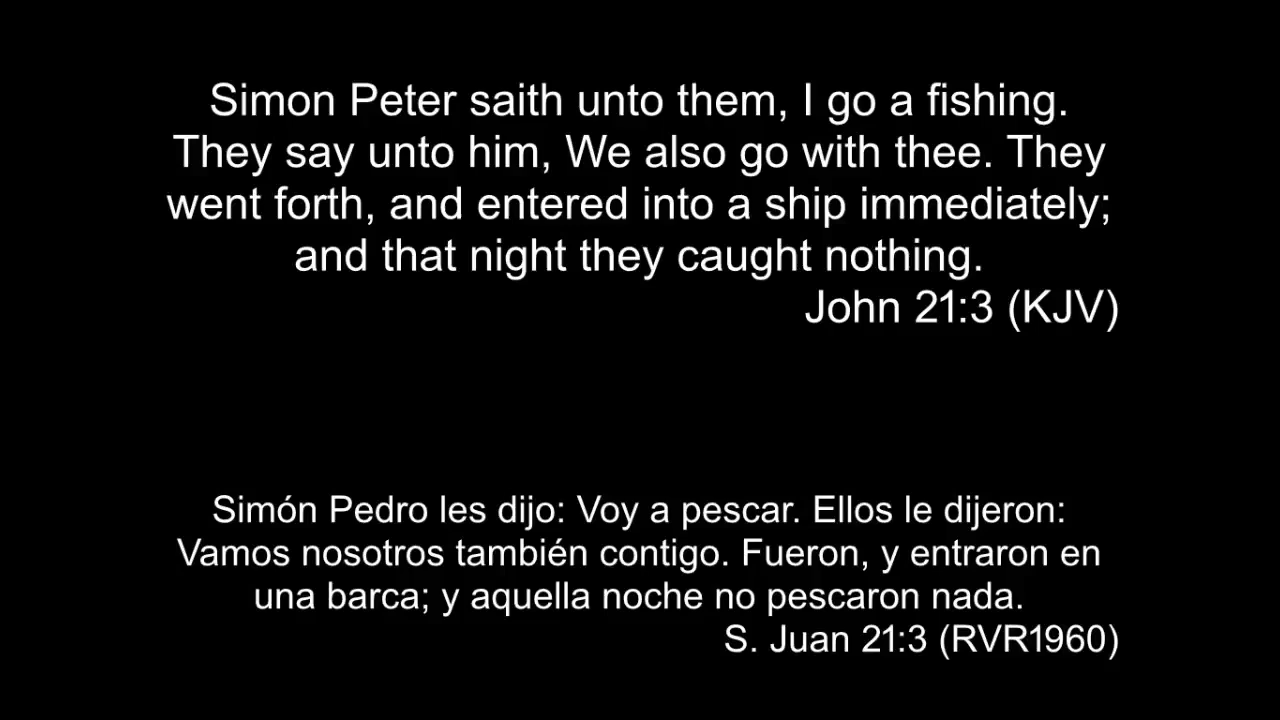 Simon Peter saith unto them, I go a fishing.
They say unto him, We also go with thee. They
went forth, and entered into a ship immediately;
and that night they caught nothing.
John 21:3 (KJV)
Simón Pedro les dijo: Voy a pescar. Ellos le dijeron:
Vamos nosotros también contigo. Fueron, y entraron en
una barca; y aquella noche no pescaron nada.
S. Juan 21:3 (RVR1960)